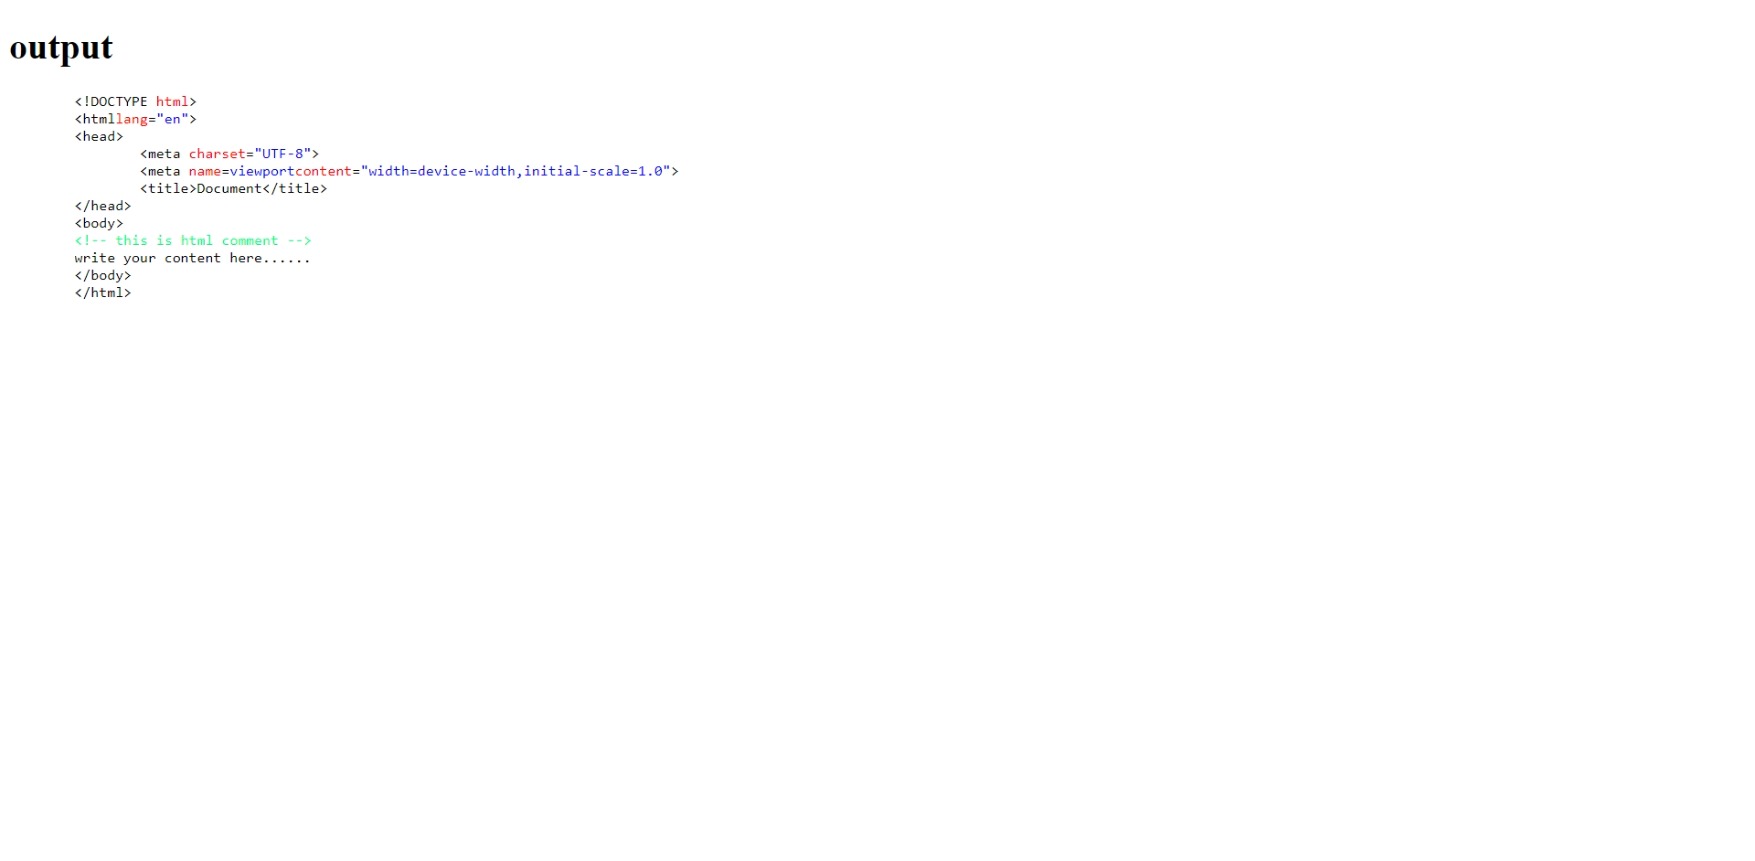 output
<!DOCTYPE html>
<htmllang="en">
<head>
<meta charset="UTF-8">
<meta name=viewportcontent="width=device-width,initial-scale=1.0">
<title>Document</title>
</head>
<body>
<!-- this is html comment -->
write your content here......
</body>
</html>